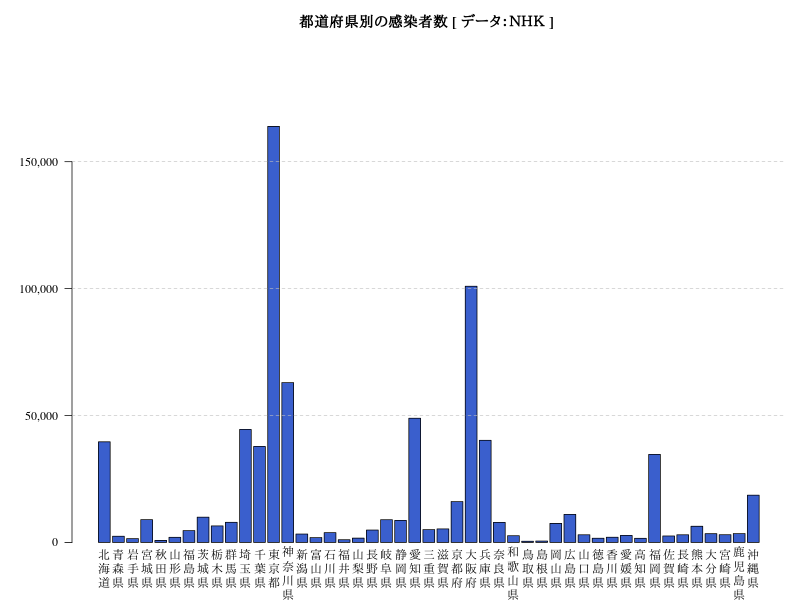 都道府県別の感染者数 [ データ：NHK ]
150,000
100,000
50,000
0
北海道
青森県
岩手県
宮城県
秋田県
山形県
福島県
茨城県
栃木県
群馬県
埼玉県
千葉県
東京都
神奈川県
新潟県
富山県
石川県
福井県
山梨県
長野県
岐阜県
静岡県
愛知県
三重県
滋賀県
京都府
大阪府
兵庫県
奈良県
和歌山県
鳥取県
島根県
岡山県
広島県
山口県
徳島県
香川県
愛媛県
高知県
福岡県
佐賀県
長崎県
熊本県
大分県
宮崎県
鹿児島県
沖縄県